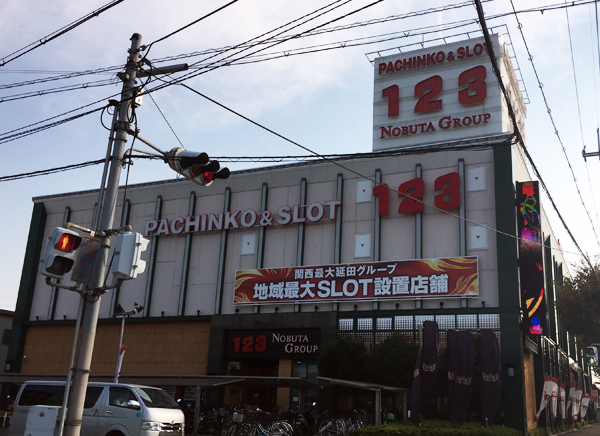 PACHINKO & SLOT
123
NOBUTA GROUP
PACHINKO & SLOT 123
関西最大延田グループ
地域最大SLOT設置店舗
123 NOBUTA GROUP